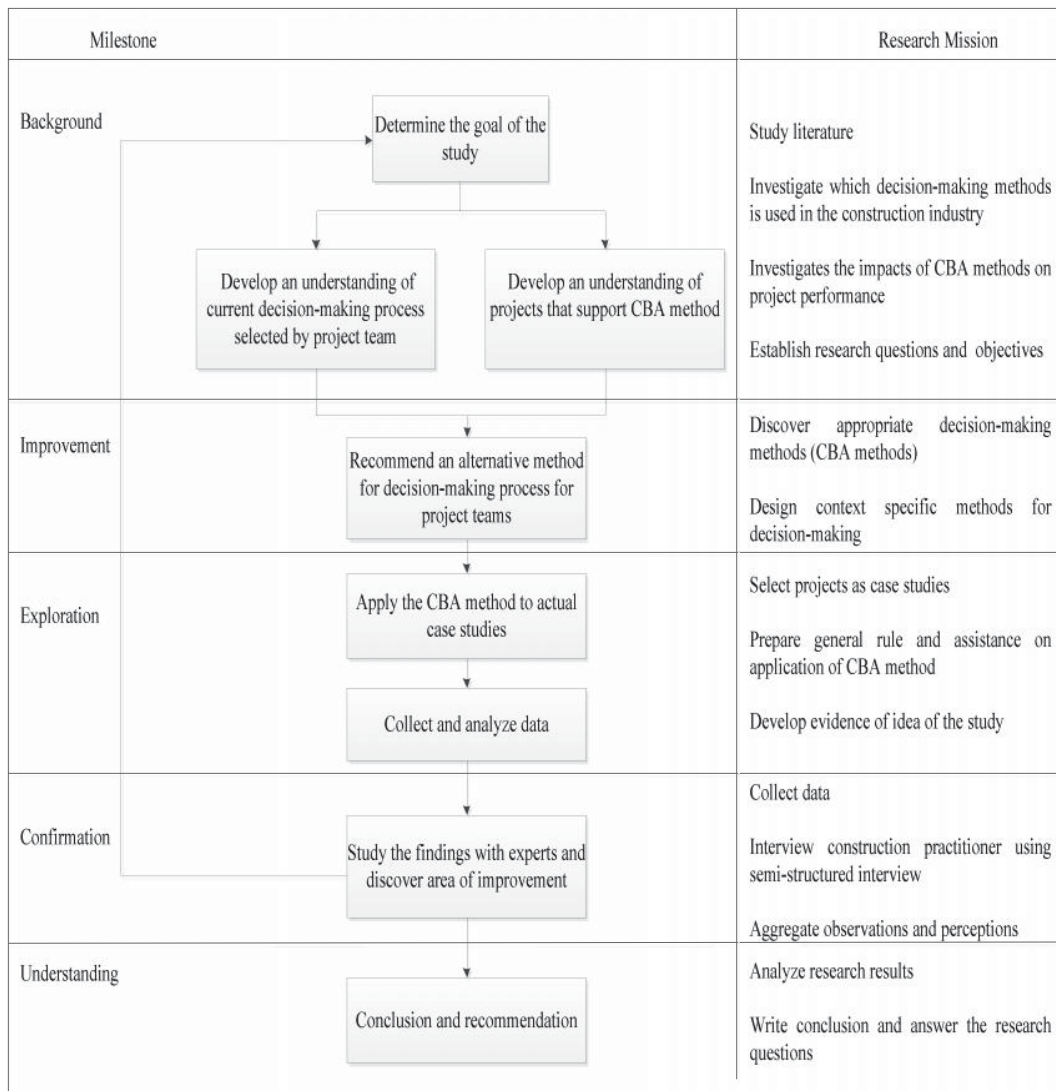 Milestone
Research Mission
Background
Determine the goal of the
study
Develop an understanding of
current decision-making process
selected by project team
Develop an understanding of
projects that support CBA method
Study literature
Investigate which decision-making methods
is used in the construction industry
Investigates the impacts of CBA methods on
project performance
Establish research questions and objectives
Improvement
Recommend an alternative method
for decision-making process for
project teams
Discover appropriate decision-making
methods (CBA methods)
Design context specific methods for
decision-making
Exploration
Apply the CBA method to actual
case studies
Collect and analyze data
Select projects as case studies
Prepare general rule and assistance on
application of CBA method
Develop evidence of idea of the study
Confirmation
Study the findings with experts and
discover area of improvement
Collect data
Interview construction practitioner using
semi-structured interview
Aggregate observations and perceptions
Understanding
Conclusion and recommendation
Analyze research results
Write conclusion and answer the research
questions